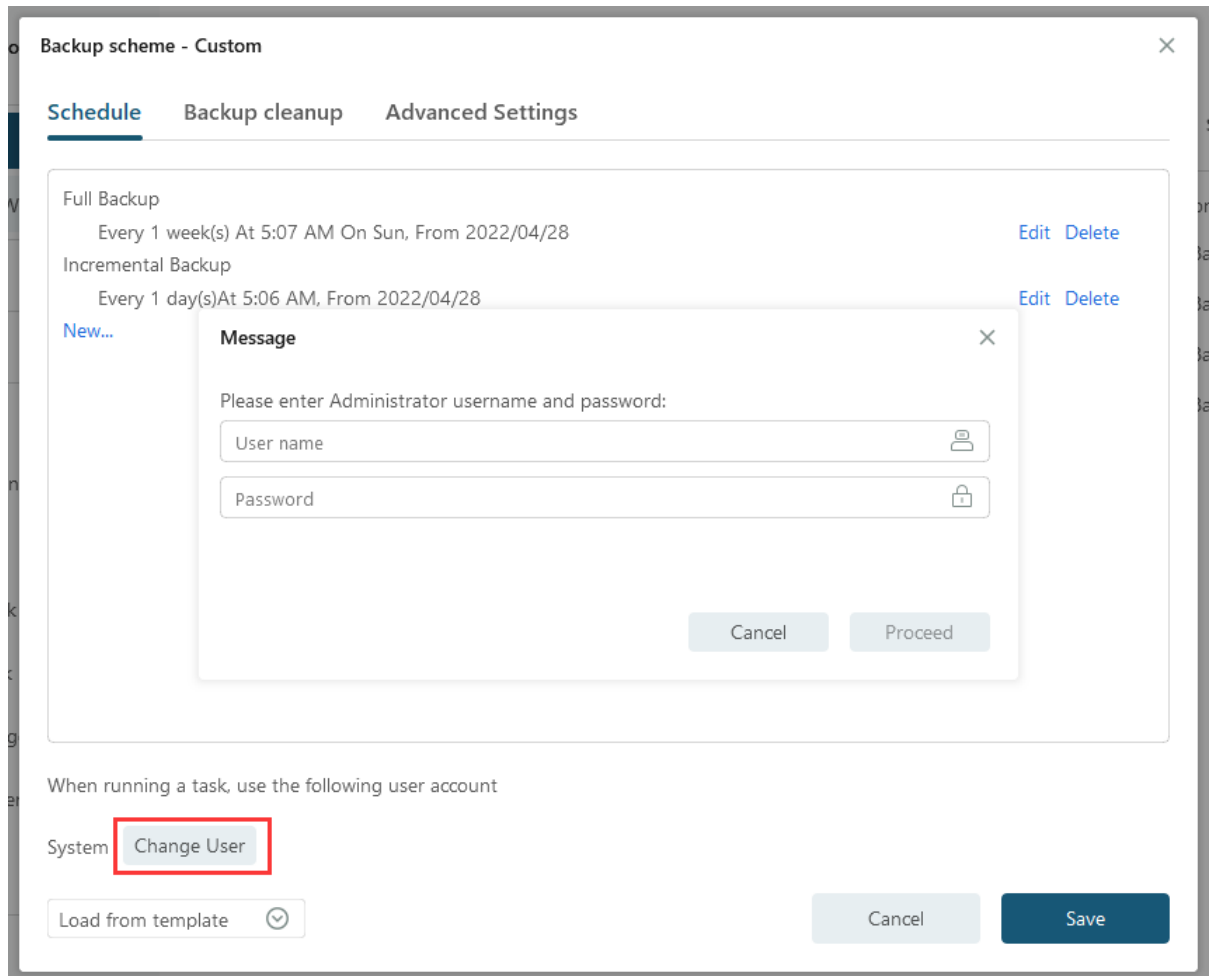 Backup scheme - Custom
Schedule Backup cleanup Advanced Settings
Full Backup
Every 1 week(s) At 5:07 AM On Sun, From 2022/04/28 Edit Delete
Incremental Backup
Every 1 day(s)At 5:06 AM, From 2022/04/28 Edit Delete
New...
Message
Please enter Administrator username and password:
User name
Password
Cancel Proceed
When running a task, use the following user account
System Change User
Load from template Cancel Save